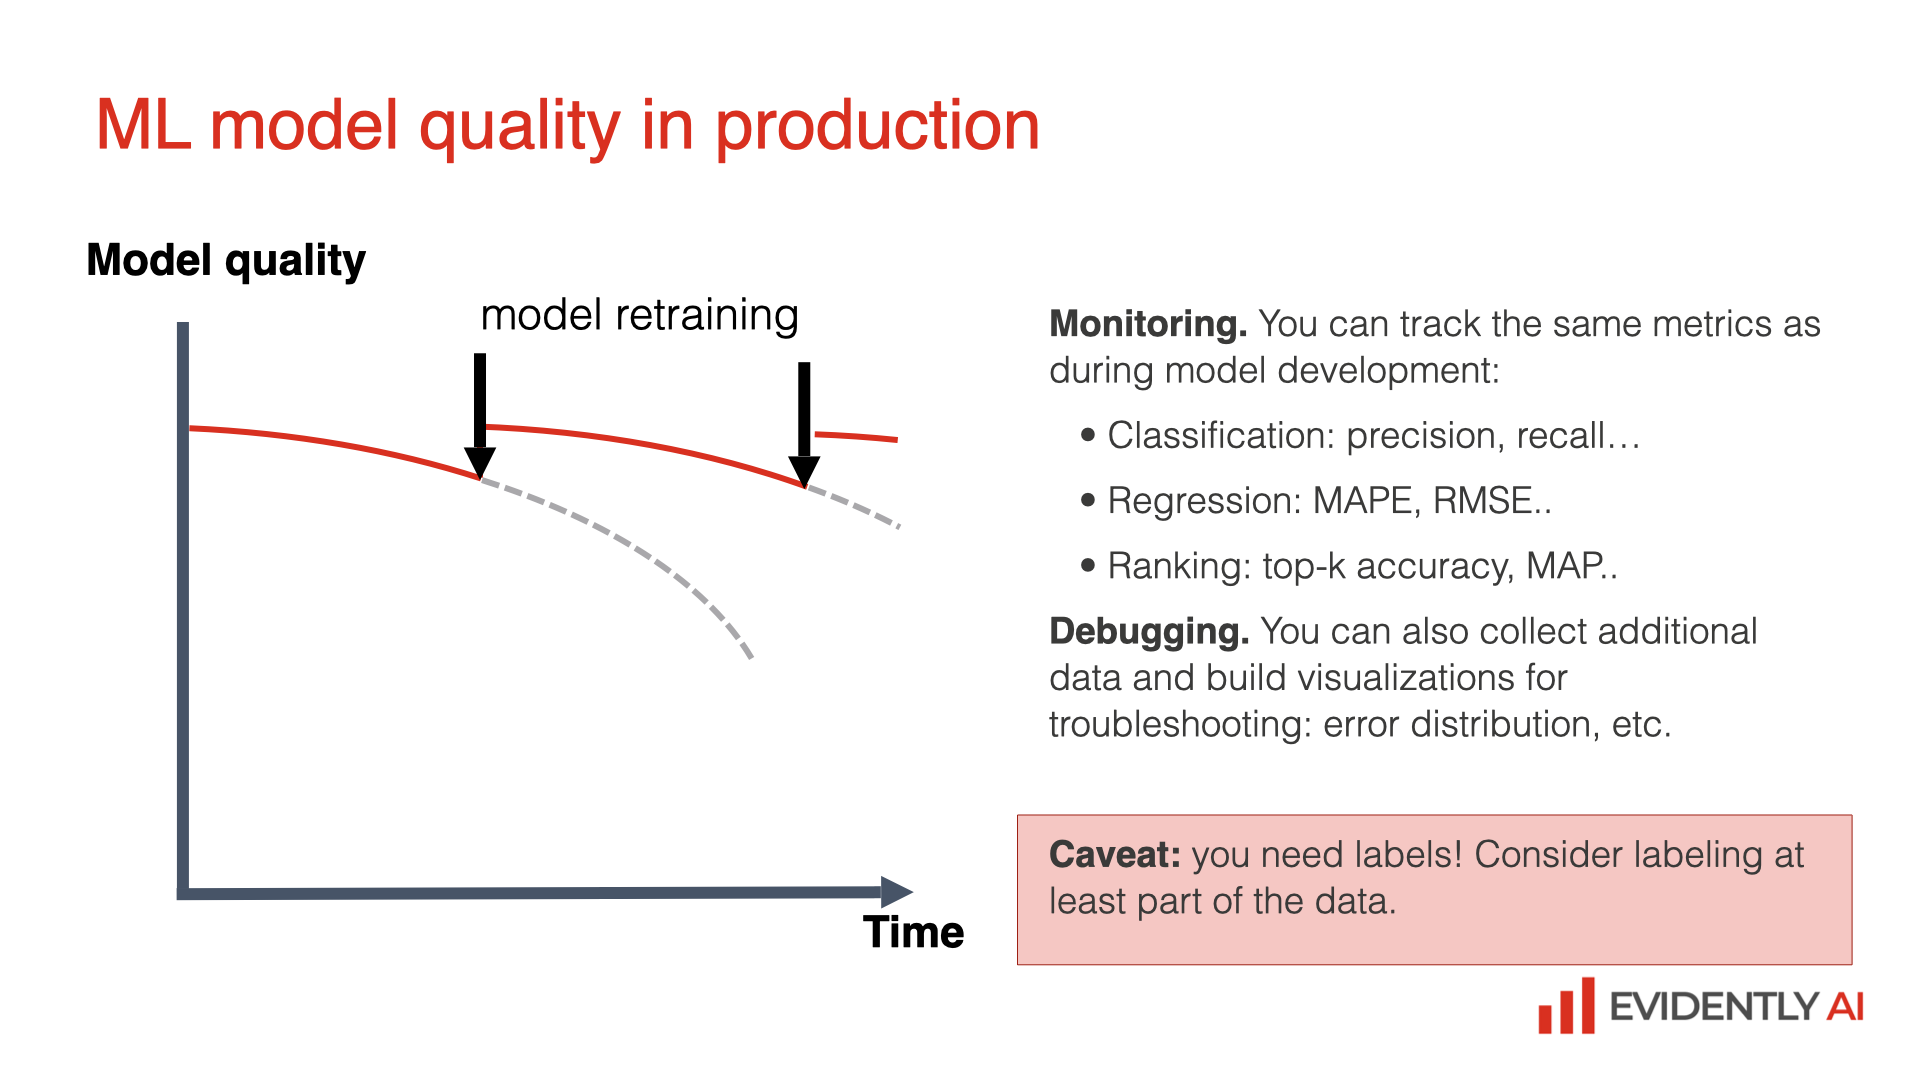 ML model quality in production
Model quality
model retraining
Time
Monitoring. You can track the same metrics as
during model development:
• Classification: precision, recall…
• Regression: MAPE, RMSE..
• Ranking: top-k accuracy, MAP..
Debugging. You can also collect additional
data and build visualizations for
troubleshooting: error distribution, etc.
Caveat: you need labels! Consider labeling at
least part of the data.
EVIDENTLY AI